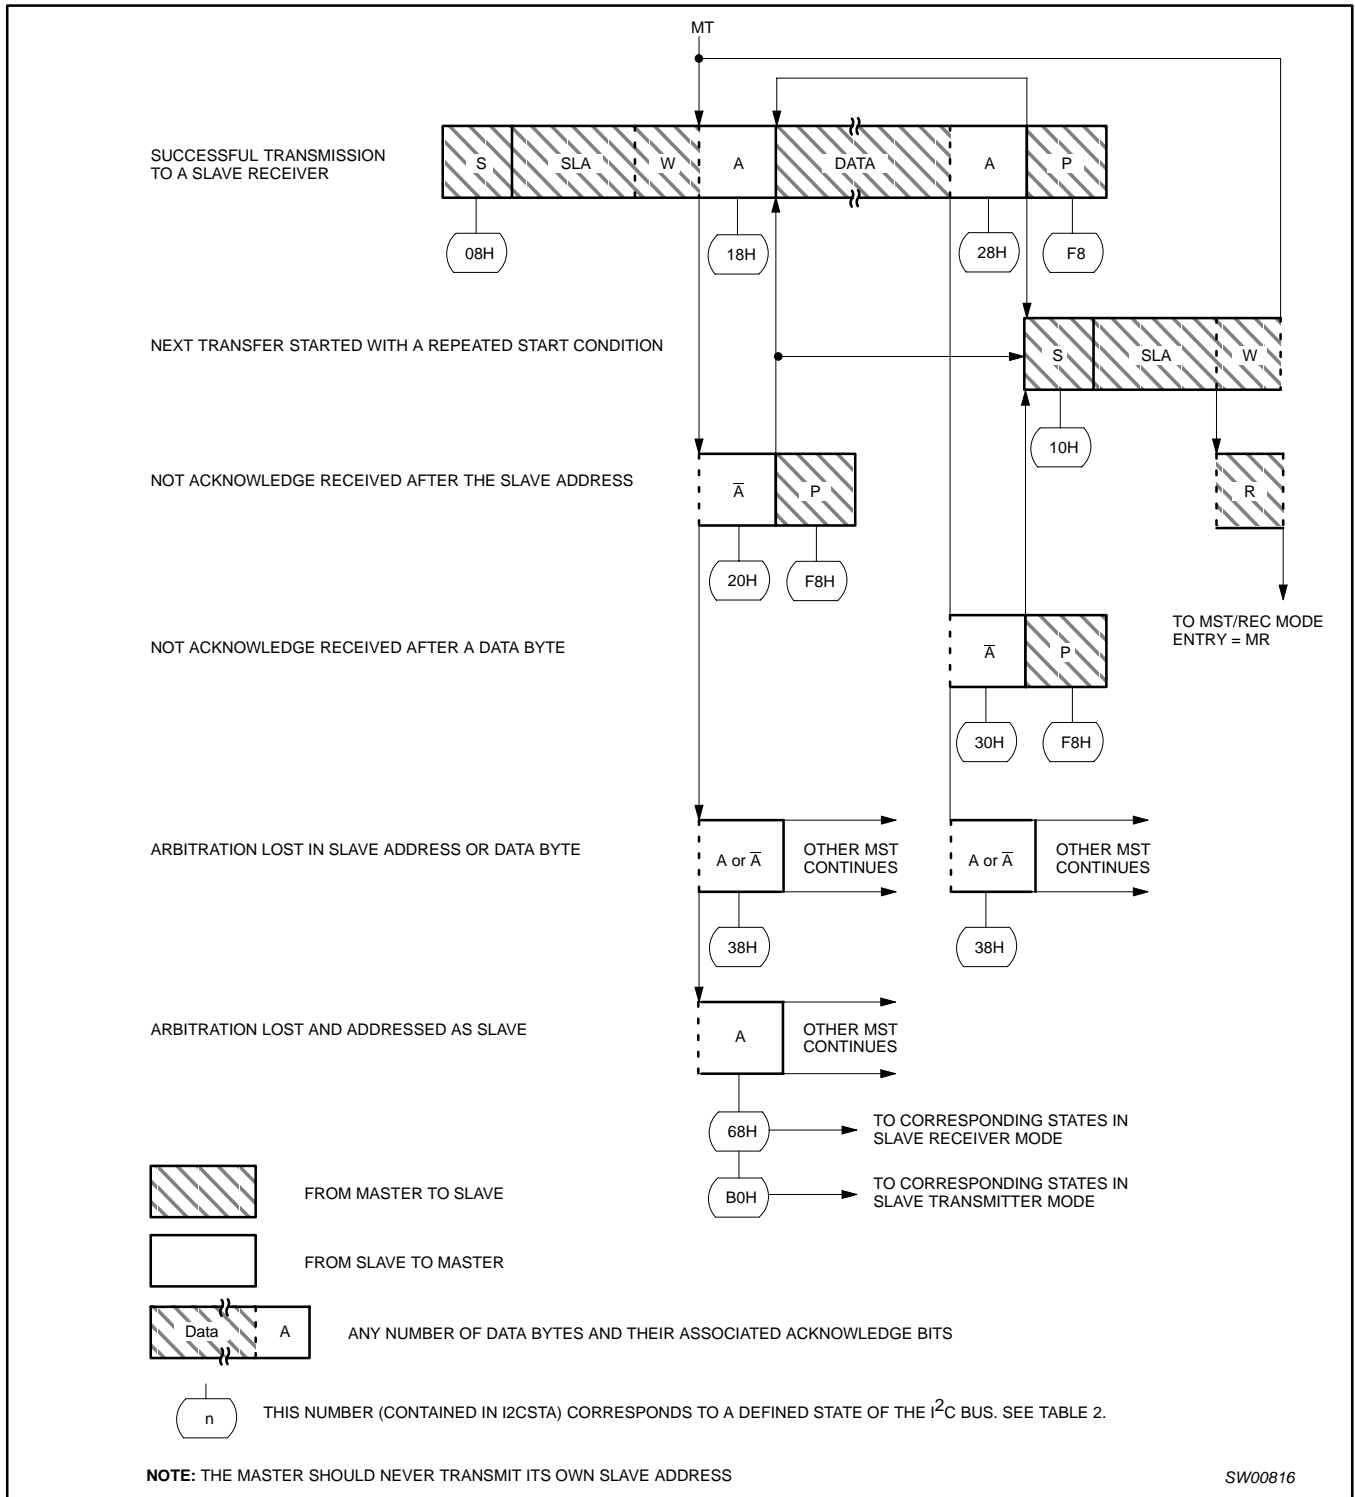 MT
SUCCESSFUL TRANSMISSION
TO A SLAVE RECEIVER
S SLA W A DATA A P
08H 18H 28H F8
NEXT TRANSFER STARTED WITH A REPEATED START CONDITION
S SLA W
10H
NOT ACKNOWLEDGE RECEIVED AFTER THE SLAVE ADDRESS
A̅ P R
20H F8H
TO MST/REC MODE
ENTRY = MR
NOT ACKNOWLEDGE RECEIVED AFTER A DATA BYTE
A̅ P
30H F8H
ARBITRATION LOST IN SLAVE ADDRESS OR DATA BYTE
A or A̅
OTHER MST
CONTINUES
A or A̅
OTHER MST
CONTINUES
38H 38H
ARBITRATION LOST AND ADDRESSED AS SLAVE
A
OTHER MST
CONTINUES
68H
TO CORRESPONDING STATES IN
SLAVE RECEIVER MODE
B0H
TO CORRESPONDING STATES IN
SLAVE TRANSMITTER MODE
FROM MASTER TO SLAVE
FROM SLAVE TO MASTER
Data A ANY NUMBER OF DATA BYTES AND THEIR ASSOCIATED ACKNOWLEDGE BITS
n THIS NUMBER (CONTAINED IN I2CSTA) CORRESPONDS TO A DEFINED STATE OF THE I²C BUS. SEE TABLE 2.
NOTE: THE MASTER SHOULD NEVER TRANSMIT ITS OWN SLAVE ADDRESS
SW00816